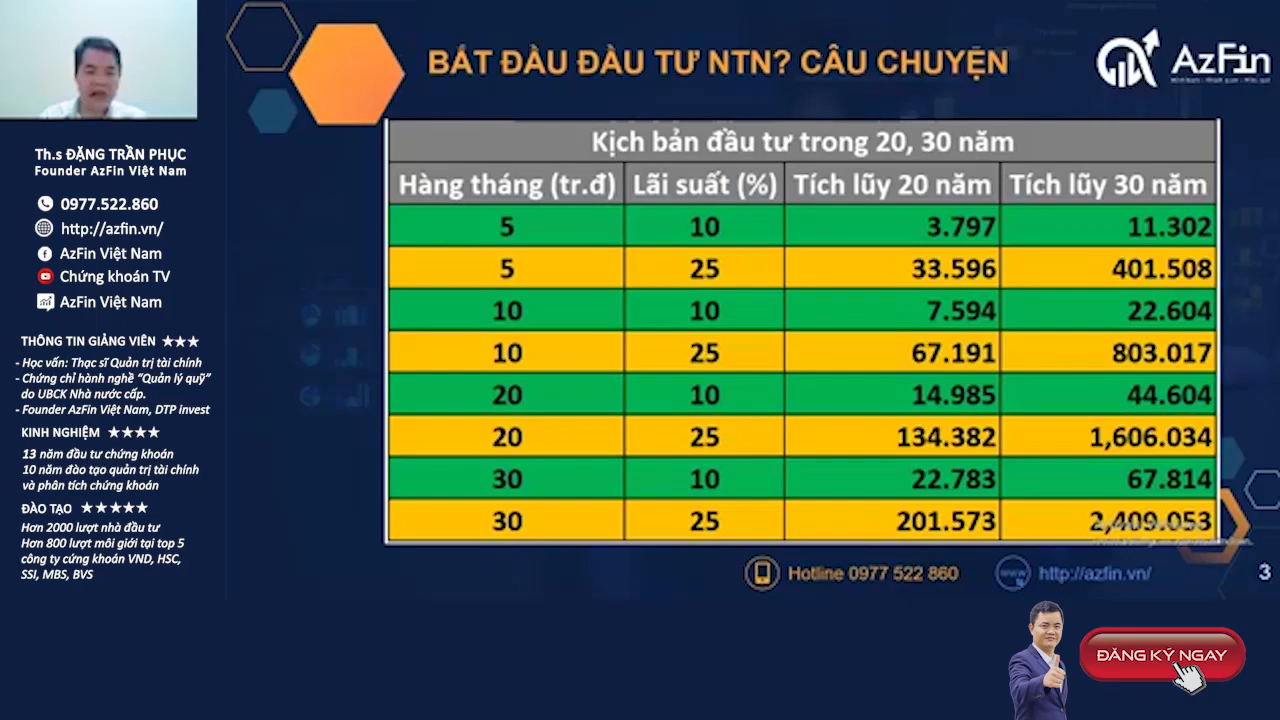 BẮT ĐẦU ĐẦU TƯ NTN? CÂU CHUYỆN
AzFin
Th.s ĐẶNG TRẦN PHỤC
Founder AzFin Việt Nam
0977.522.860
http://azfin.vn/
AzFin Việt Nam
Chứng khoán TV
AzFin Việt Nam
THÔNG TIN GIẢNG VIÊN ★★★
- Học vấn: Thạc sĩ Quản trị tài chính
- Chứng chỉ hành nghề “Quản lý quỹ”
do UBCK Nhà nước cấp.
- Founder AzFin Việt Nam, DTP invest
KINH NGHIỆM ★★★★
13 năm đầu tư chứng khoán
10 năm đào tạo quản trị tài chính
và phân tích chứng khoán
ĐÀO TẠO ★★★★★
Hơn 2000 lượt nhà đầu tư
Hơn 800 lượt môi giới tại top 5
công ty cứng khoán VND, HSC,
SSI, MBS, BVS
Kịch bản đầu tư trong 20, 30 năm
Hàng tháng (tr.đ) Lãi suất (%) Tích lũy 20 năm Tích lũy 30 năm
5 10 3.797 11.302
5 25 33.596 401.508
10 10 7.594 22.604
10 25 67.191 803.017
20 10 14.985 44.604
20 25 134.382 1,606.034
30 10 22.783 67.814
30 25 201.573 2,409.053
Hotline 0977 522 860 http://azfin.vn/ 3
ĐĂNG KÝ NGAY